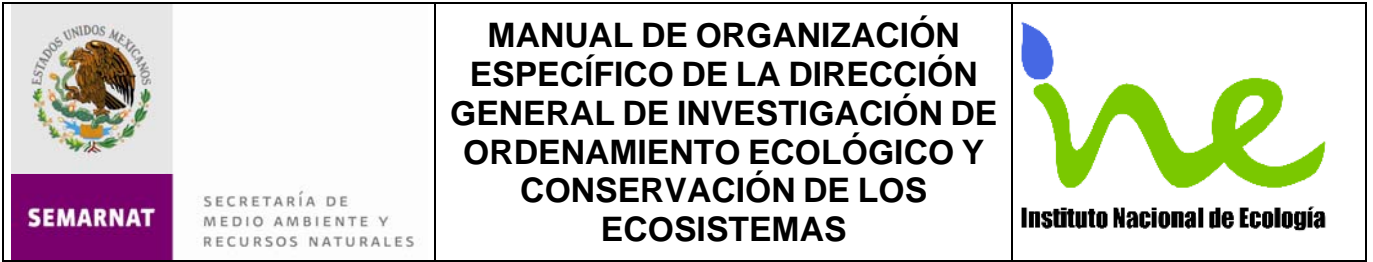 ESTADOS UNIDOS MEXICANOS
SEMARNAT
SECRETARÍA DE
MEDIO AMBIENTE Y
RECURSOS NATURALES
MANUAL DE ORGANIZACIÓN
ESPECÍFICO DE LA DIRECCIÓN
GENERAL DE INVESTIGACIÓN DE
ORDENAMIENTO ECOLÓGICO Y
CONSERVACIÓN DE LOS
ECOSISTEMAS
ine
Instituto Nacional de Ecología